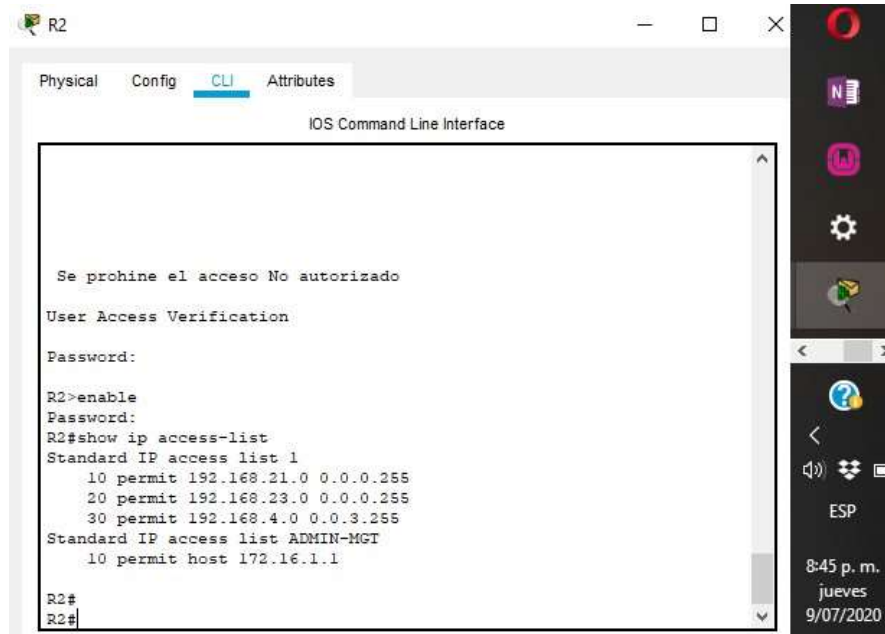 R2
Physical Config CLI Attributes
IOS Command Line Interface
Se prohine el acceso No autorizado
User Access Verification
Password:
R2>enable
Password:
R2#show ip access-list
Standard IP access list 1
10 permit 192.168.21.0 0.0.0.255
20 permit 192.168.23.0 0.0.0.255
30 permit 192.168.4.0 0.0.3.255
Standard IP access list ADMIN-MGT
10 permit host 172.16.1.1
R2#
R2#
N
ESP
8:45 p. m.
jueves
9/07/2020